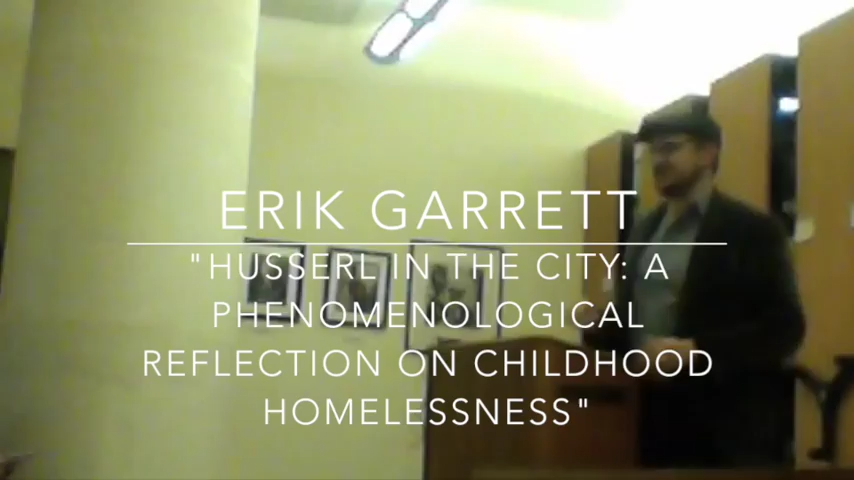 ERIK GARRETT
"HUSSERL IN THE CITY: A
PHENOMENOLOGICAL
REFLECTION ON CHILDHOOD
HOMELESSNESS"